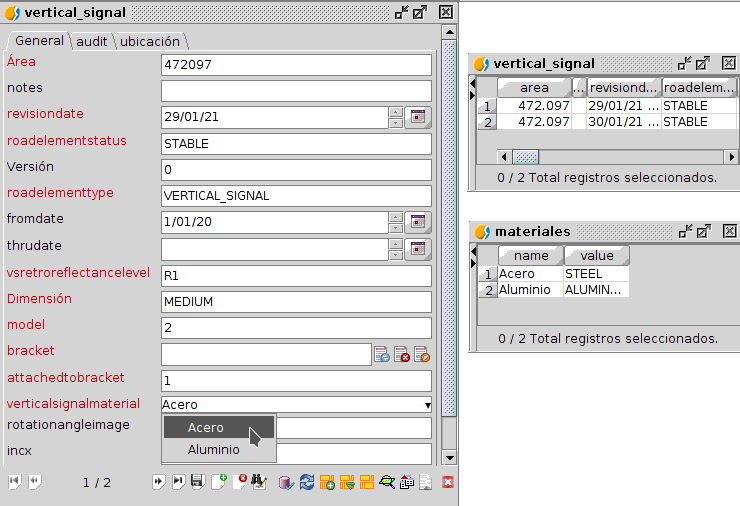 vertical_signal
General audit ubicación
Área 472097
notes
revisiondate 29/01/21
roadelementstatus STABLE
Versión 0
roadelementtype VERTICAL_SIGNAL
fromdate 1/01/20
thrudate
vsretroreflectancelevel R1
Dimensión MEDIUM
model 2
bracket
attachedtobracket 1
verticalsignalmaterial Acero
rotationangleimage
Acero
Aluminio
incx
1 / 2
vertical_signal
area ... revisiond... roadelem...
1 472.097 29/01/21 ... STABLE
2 472.097 30/01/21 ... STABLE
0 / 2 Total registros seleccionados.
materiales
name value
1 Acero STEEL
2 Aluminio ALUMIN...
0 / 2 Total registros seleccionados.